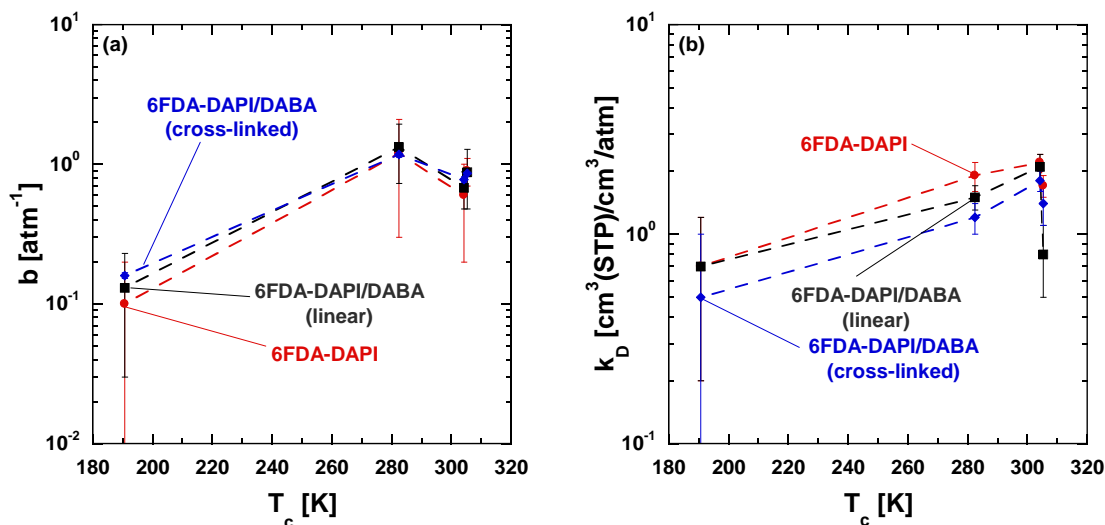 (a)
10¹
10⁰
10⁻¹
10⁻²
b [atm⁻¹]
6FDA-DAPI/DABA
(cross-linked)
6FDA-DAPI/DABA
(linear)
6FDA-DAPI
180 200 220 240 260 280 300 320
T_c [K]
(b)
10¹
10⁰
10⁻¹
k_D [cm³(STP)/cm³/atm]
6FDA-DAPI
6FDA-DAPI/DABA
(linear)
6FDA-DAPI/DABA
(cross-linked)
180 200 220 240 260 280 300 320
T_c [K]